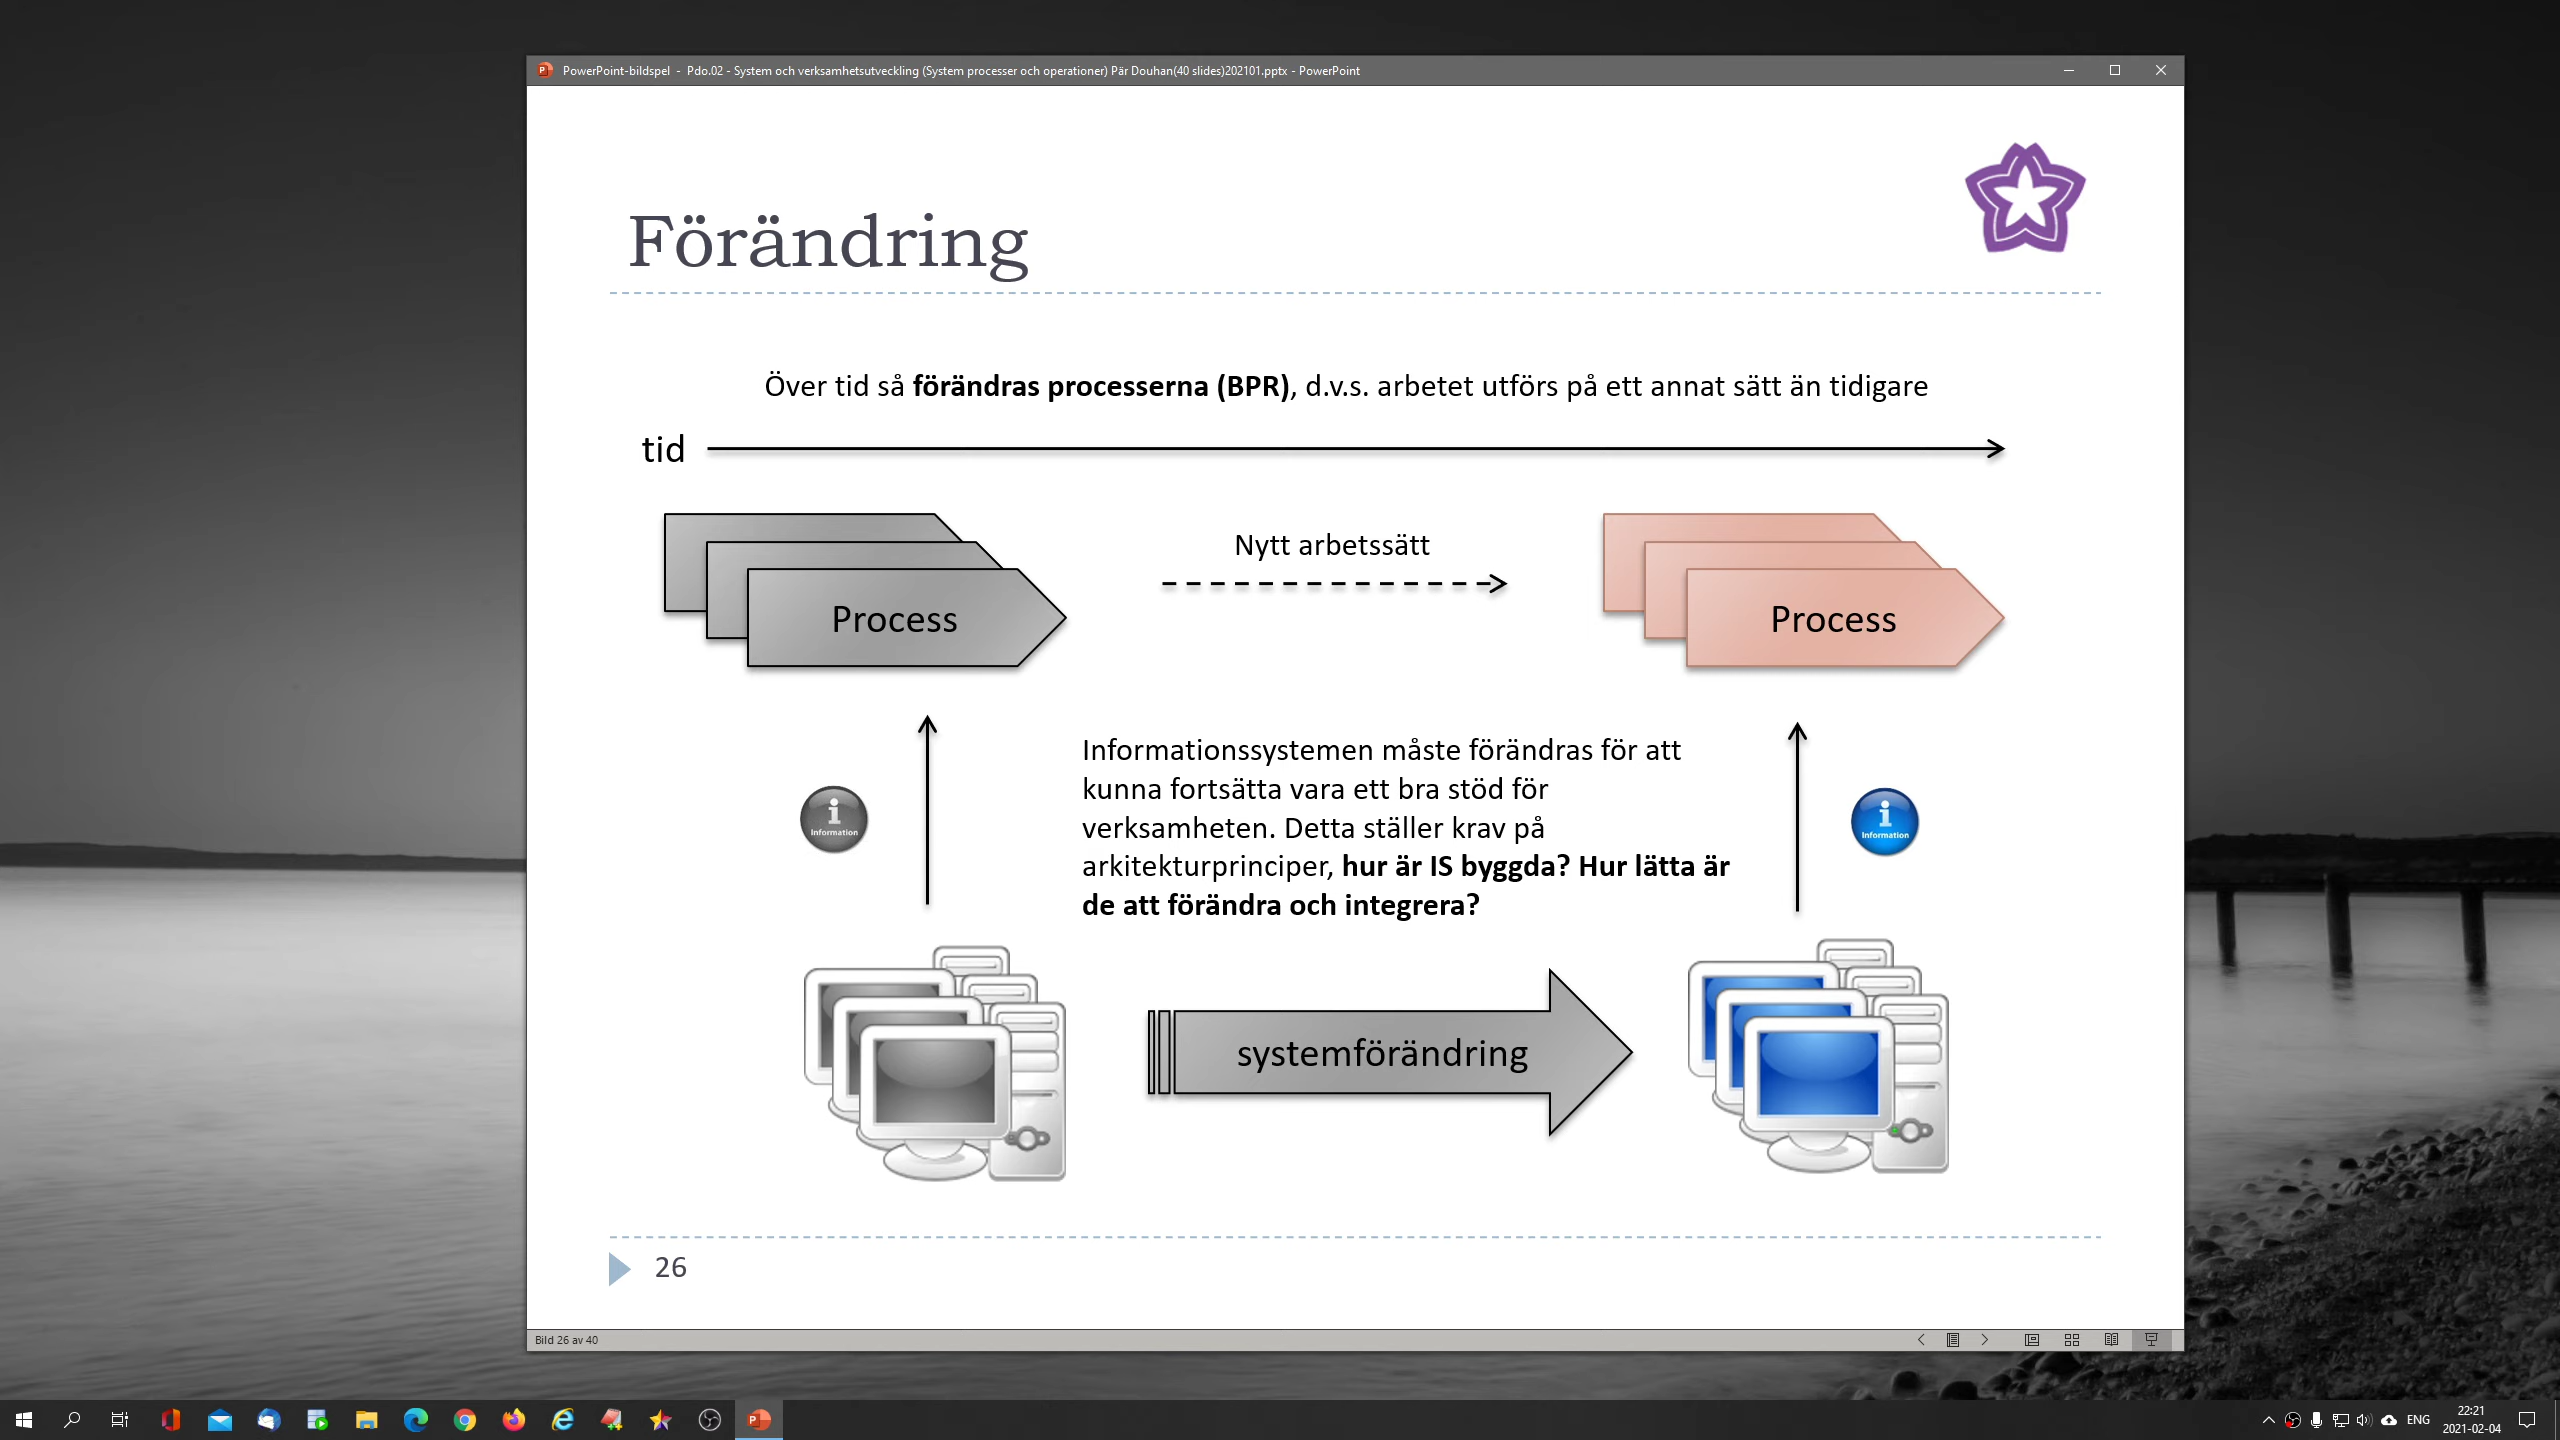 PowerPoint-bildspel - Pdo.02 - System och verksamhetsutveckling (System processer och operationer) Pär Douhan(40 slides)202101.pptx - PowerPoint
Förändring
Över tid så förändras processerna (BPR), d.v.s. arbetet utförs på ett annat sätt än tidigare
tid
Nytt arbetssätt
Process
Process
Informationssystemen måste förändras för att
kunna fortsätta vara ett bra stöd för
verksamheten. Detta ställer krav på
arkitekturprinciper, hur är IS byggda? Hur lätta är
de att förändra och integrera?
i
Information
i
Information
systemförändring
26
Bild 26 av 40
ENG
22:21
2021-02-04